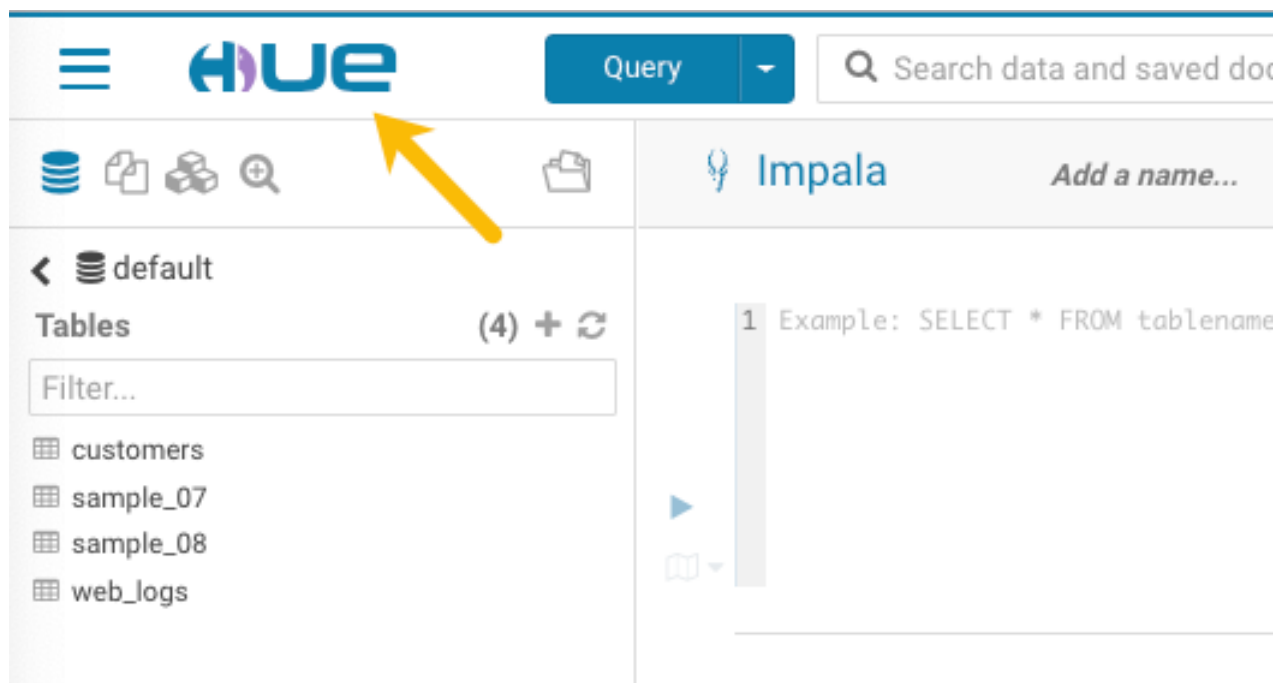 HUE
Query
Search data and saved doc
Impala
Add a name...
default
Tables (4)
Filter...
1 Example: SELECT * FROM tablename
customers
sample_07
sample_08
web_logs